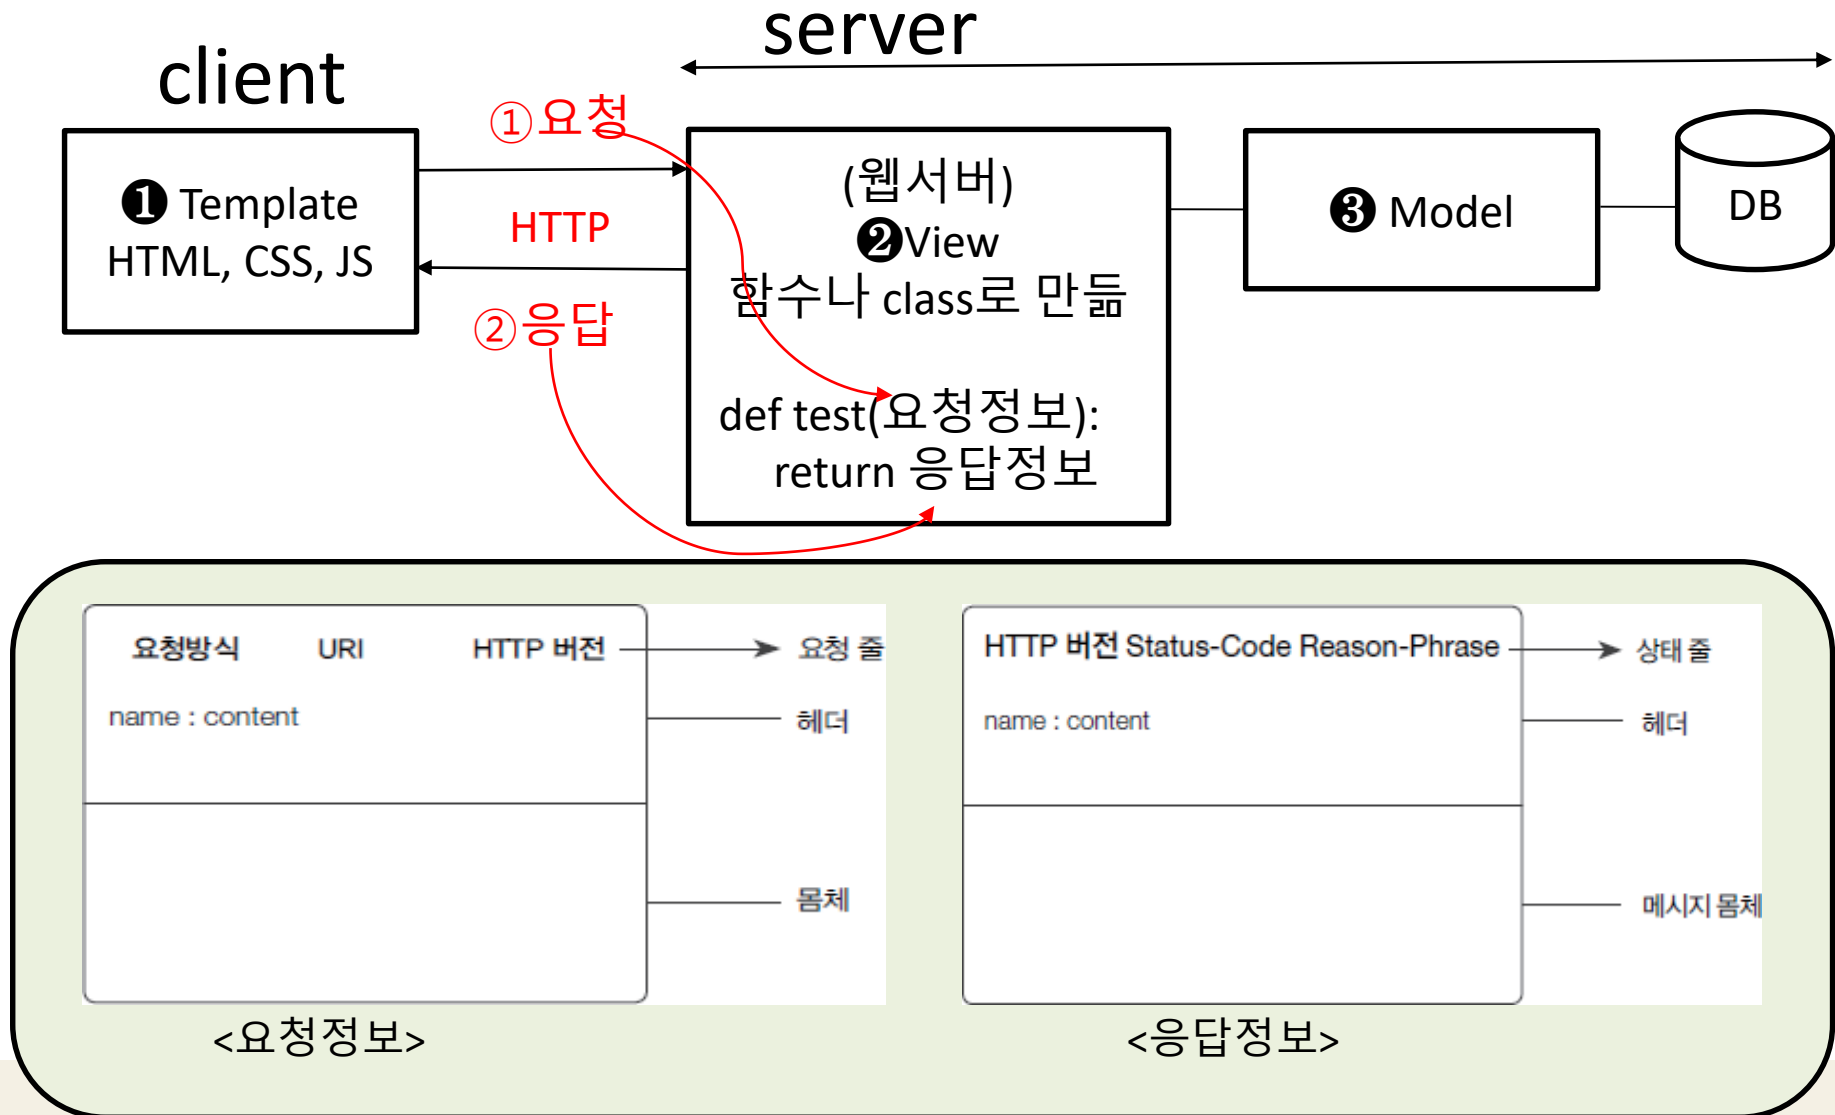 server
client
①요청
❶ Template
HTML, CSS, JS
HTTP
②응답
(웹서버)
❷View
함수나 class로 만듦
def test(요청정보):
return 응답정보
❸ Model
DB
요청방식 URI HTTP 버전 요청 줄
name : content 헤더
몸체
<요청정보>
HTTP 버전 Status-Code Reason-Phrase 상태 줄
name : content 헤더
메시지 몸체
<응답정보>